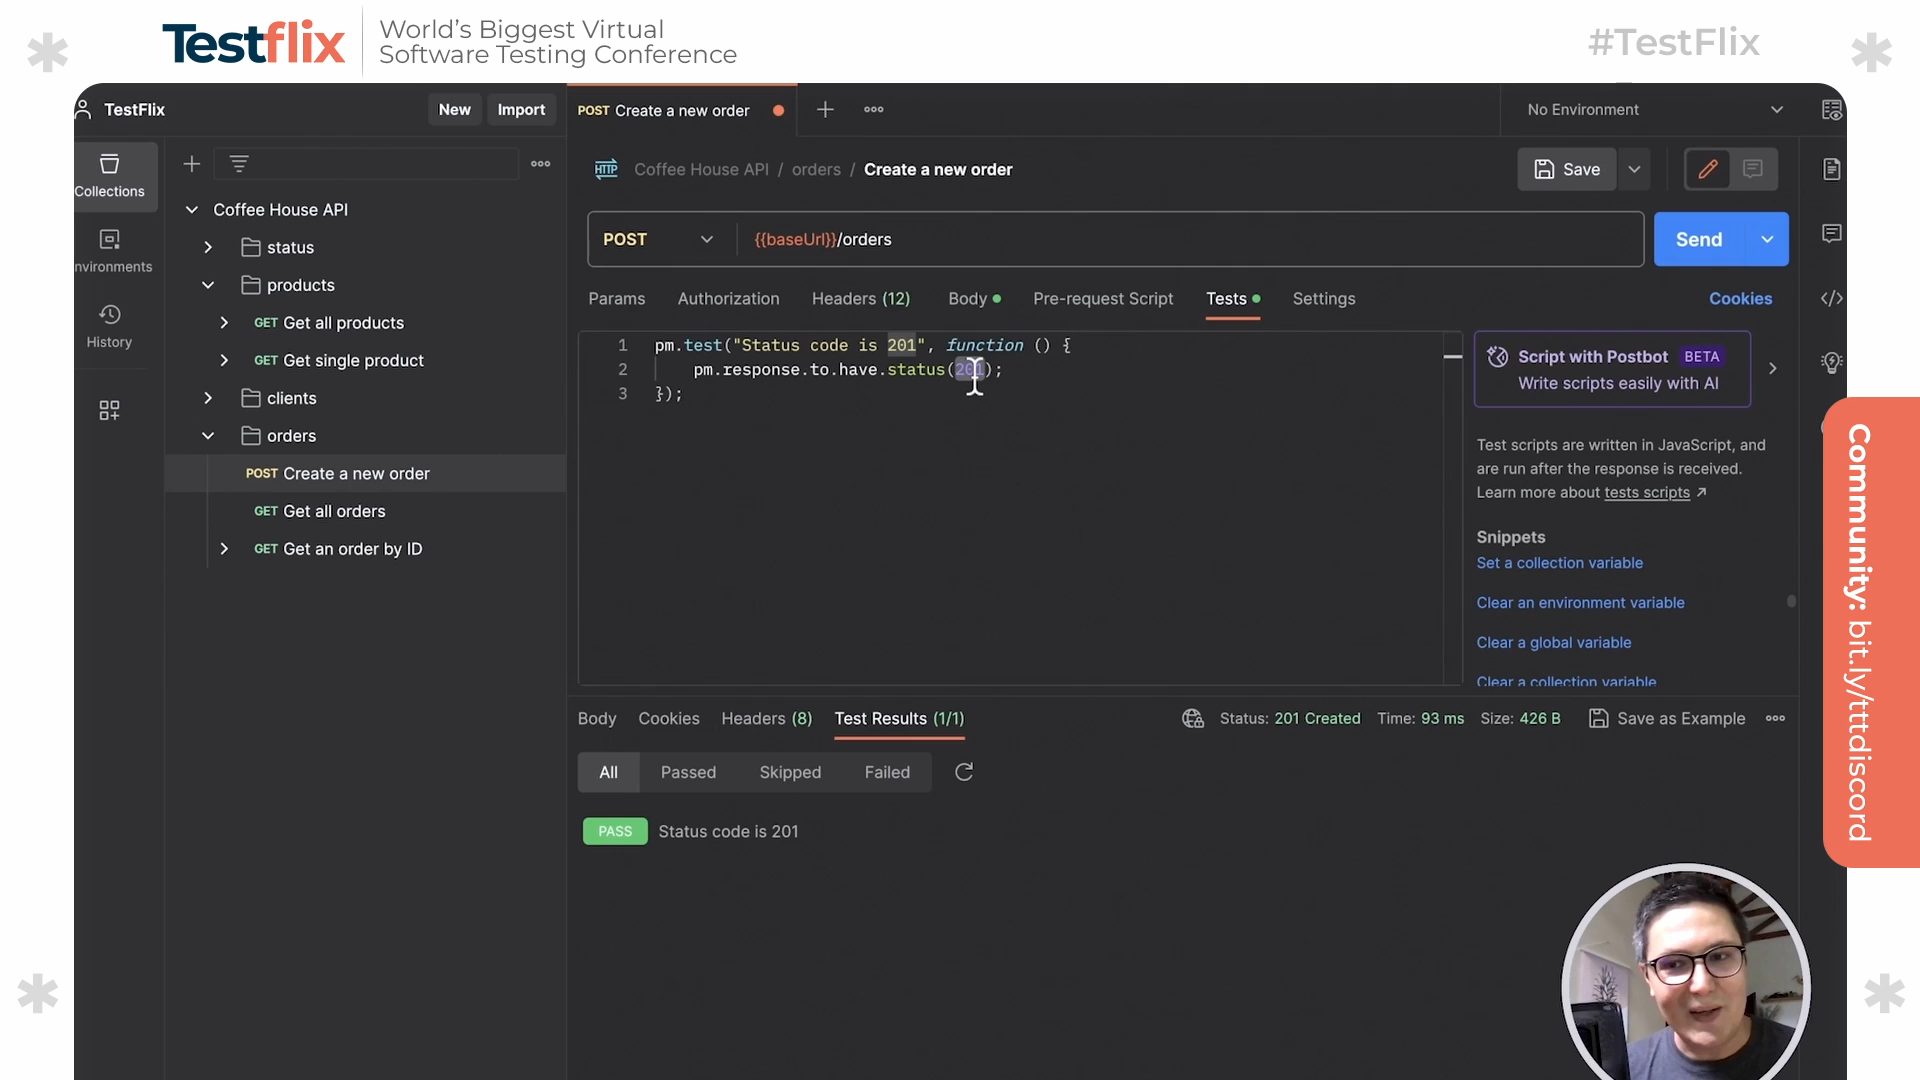 Testflix
World's Biggest Virtual
Software Testing Conference
#TestFlix
TestFlix
New
Import
POST Create a new order
No Environment
Collections
Coffee House API / orders / Create a new order
Save
Coffee House API
POST
{{baseUrl}}/orders
Send
nvironments
status
products
History
GET Get all products
GET Get single product
clients
orders
POST Create a new order
GET Get all orders
GET Get an order by ID
Params
Authorization
Headers (12)
Body
Pre-request Script
Tests
Settings
Cookies
1 pm.test("Status code is 201", function () {
2 pm.response.to.have.status(201);
3 });
Script with Postbot BETA
Write scripts easily with AI
Test scripts are written in JavaScript, and
are run after the response is received.
Learn more about tests scripts
Snippets
Set a collection variable
Clear an environment variable
Clear a global variable
Clear a collection variable
Body
Cookies
Headers (8)
Test Results (1/1)
Status: 201 Created
Time: 93 ms
Size: 426 B
Save as Example
All
Passed
Skipped
Failed
PASS Status code is 201
Community: bit.ly/tttdiscord